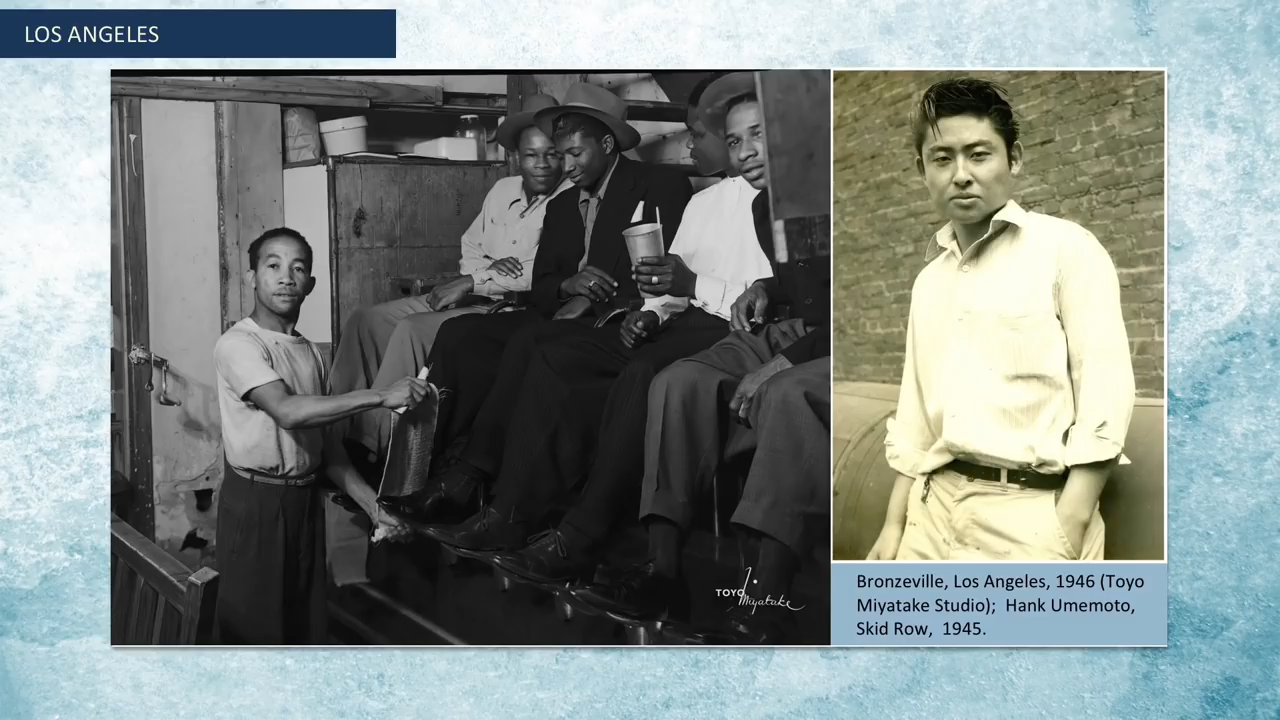 LOS ANGELES
TOYO
Miyatake
Bronzeville, Los Angeles, 1946 (Toyo
Miyatake Studio);  Hank Umemoto,
Skid Row,  1945.